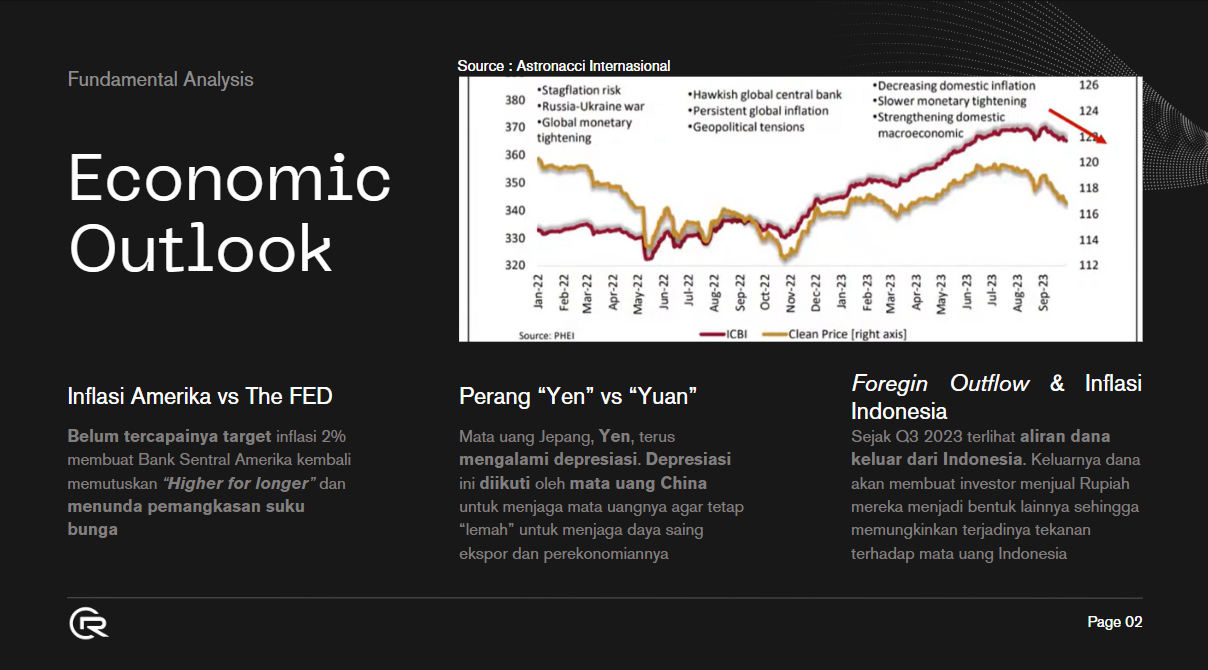 Fundamental Analysis
Economic
Outlook
Source : Astronacci Internasional
380
370
360
350
340
330
320
•Stagflation risk
•Russia-Ukraine war
•Global monetary
tightening
•Hawkish global central bank
•Persistent global inflation
•Geopolitical tensions
•Decreasing domestic inflation
•Slower monetary tightening
•Strengthening domestic
macroeconomic
126
124
122
120
118
116
114
112
Jan-22
Feb-22
Mar-22
Apr-22
May-22
Jun-22
Jul-22
Aug-22
Sep-22
Oct-22
Nov-22
Dec-22
Jan-23
Feb-23
Mar-23
Apr-23
May-23
Jun-23
Jul-23
Aug-23
Sep-23
Source: PHEI
ICBI
Clean Price [right axis]
Inflasi Amerika vs The FED
Belum tercapainya target inflasi 2%
membuat Bank Sentral Amerika kembali
memutuskan “Higher for longer” dan
menunda pemangkasan suku
bunga
Perang “Yen” vs “Yuan”
Mata uang Jepang, Yen, terus
mengalami depresiasi. Depresiasi
ini diikuti oleh mata uang China
untuk menjaga mata uangnya agar tetap
“lemah” untuk menjaga daya saing
ekspor dan perekonomiannya
Foregin Outflow & Inflasi
Indonesia
Sejak Q3 2023 terlihat aliran dana
keluar dari Indonesia. Keluarnya dana
akan membuat investor menjual Rupiah
mereka menjadi bentuk lainnya sehingga
memungkinkan terjadinya tekanan
terhadap mata uang Indonesia
Page 02